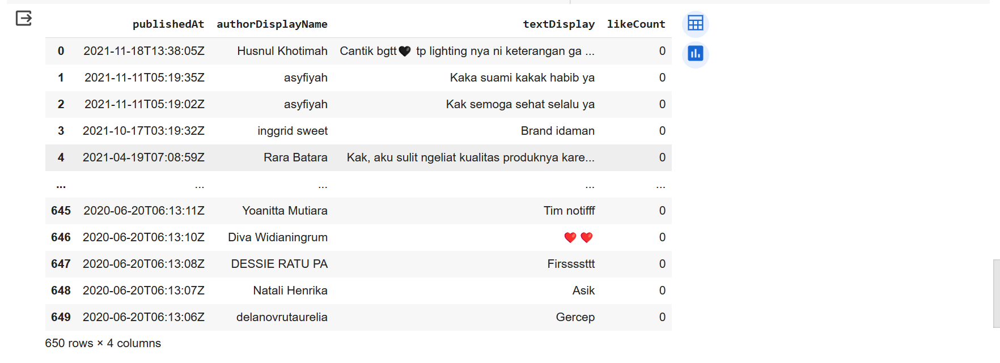 publishedAt authorDisplayName textDisplay likeCount
0 2021-11-18T13:38:05Z Husnul Khotimah Cantik bgtt🖤 tp lighting nya ni keterangan ga ... 0
1 2021-11-11T05:19:35Z asyfiyah Kaka suami kakak habib ya 0
2 2021-11-11T05:19:02Z asyfiyah Kak semoga sehat selalu ya 0
3 2021-10-17T03:19:32Z inggrid sweet Brand idaman 0
4 2021-04-19T07:08:59Z Rara Batara Kak, aku sulit ngeliat kualitas produknya kare... 0
... ... ... ... ...
645 2020-06-20T06:13:11Z Yoanitta Mutiara Tim notifff 0
646 2020-06-20T06:13:10Z Diva Widianingrum ❤️❤️ 0
647 2020-06-20T06:13:08Z DESSIE RATU PA Firssssttt 0
648 2020-06-20T06:13:07Z Natali Henrika Asik 0
649 2020-06-20T06:13:06Z delanovrutaurelia Gercep 0
650 rows × 4 columns